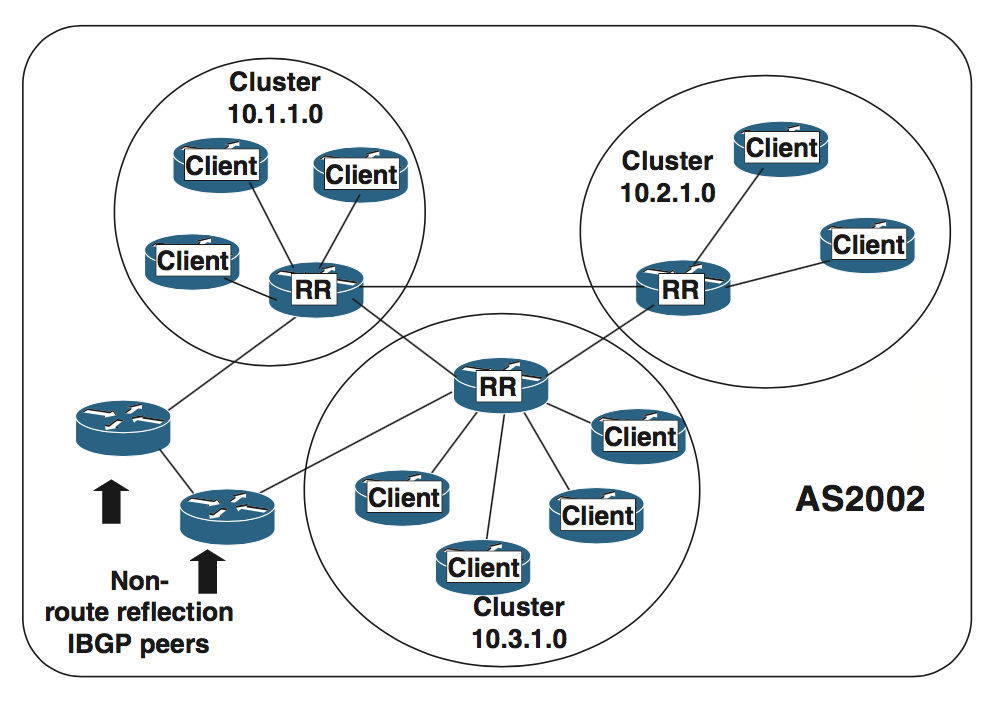 Cluster
10.1.1.0
Client
Client
Client
RR
Cluster
10.2.1.0
Client
Client
RR
RR
Client
Client
Client
Client
Cluster
10.3.1.0
AS2002
Non-
route reflection
IBGP peers